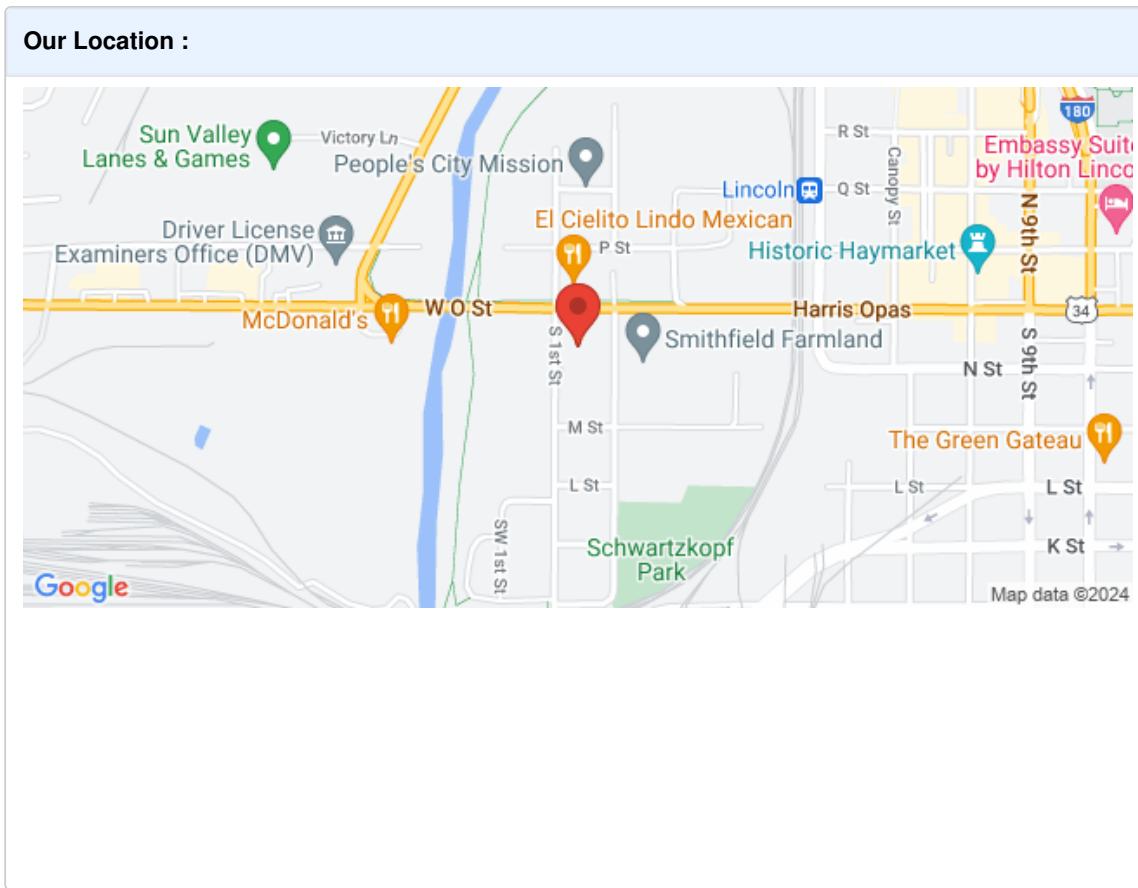 Our Location :
180
R St
Sun Valley
Lanes & Games
Victory Ln
People's City Mission
Canopy St
Embassy Suite
by Hilton Linco
Lincoln
Q St
El Cielito Lindo Mexican
N 9th St
Driver License
Examiners Office (DMV)
P St
Historic Haymarket
W O St
Harris Opas
34
McDonald's
S 1st St
Smithfield Farmland
S 9th St
N St
M St
The Green Gateau
L St
L St
L St
SW 1st St
Schwartzkopf
Park
K St
Google
Map data ©2024